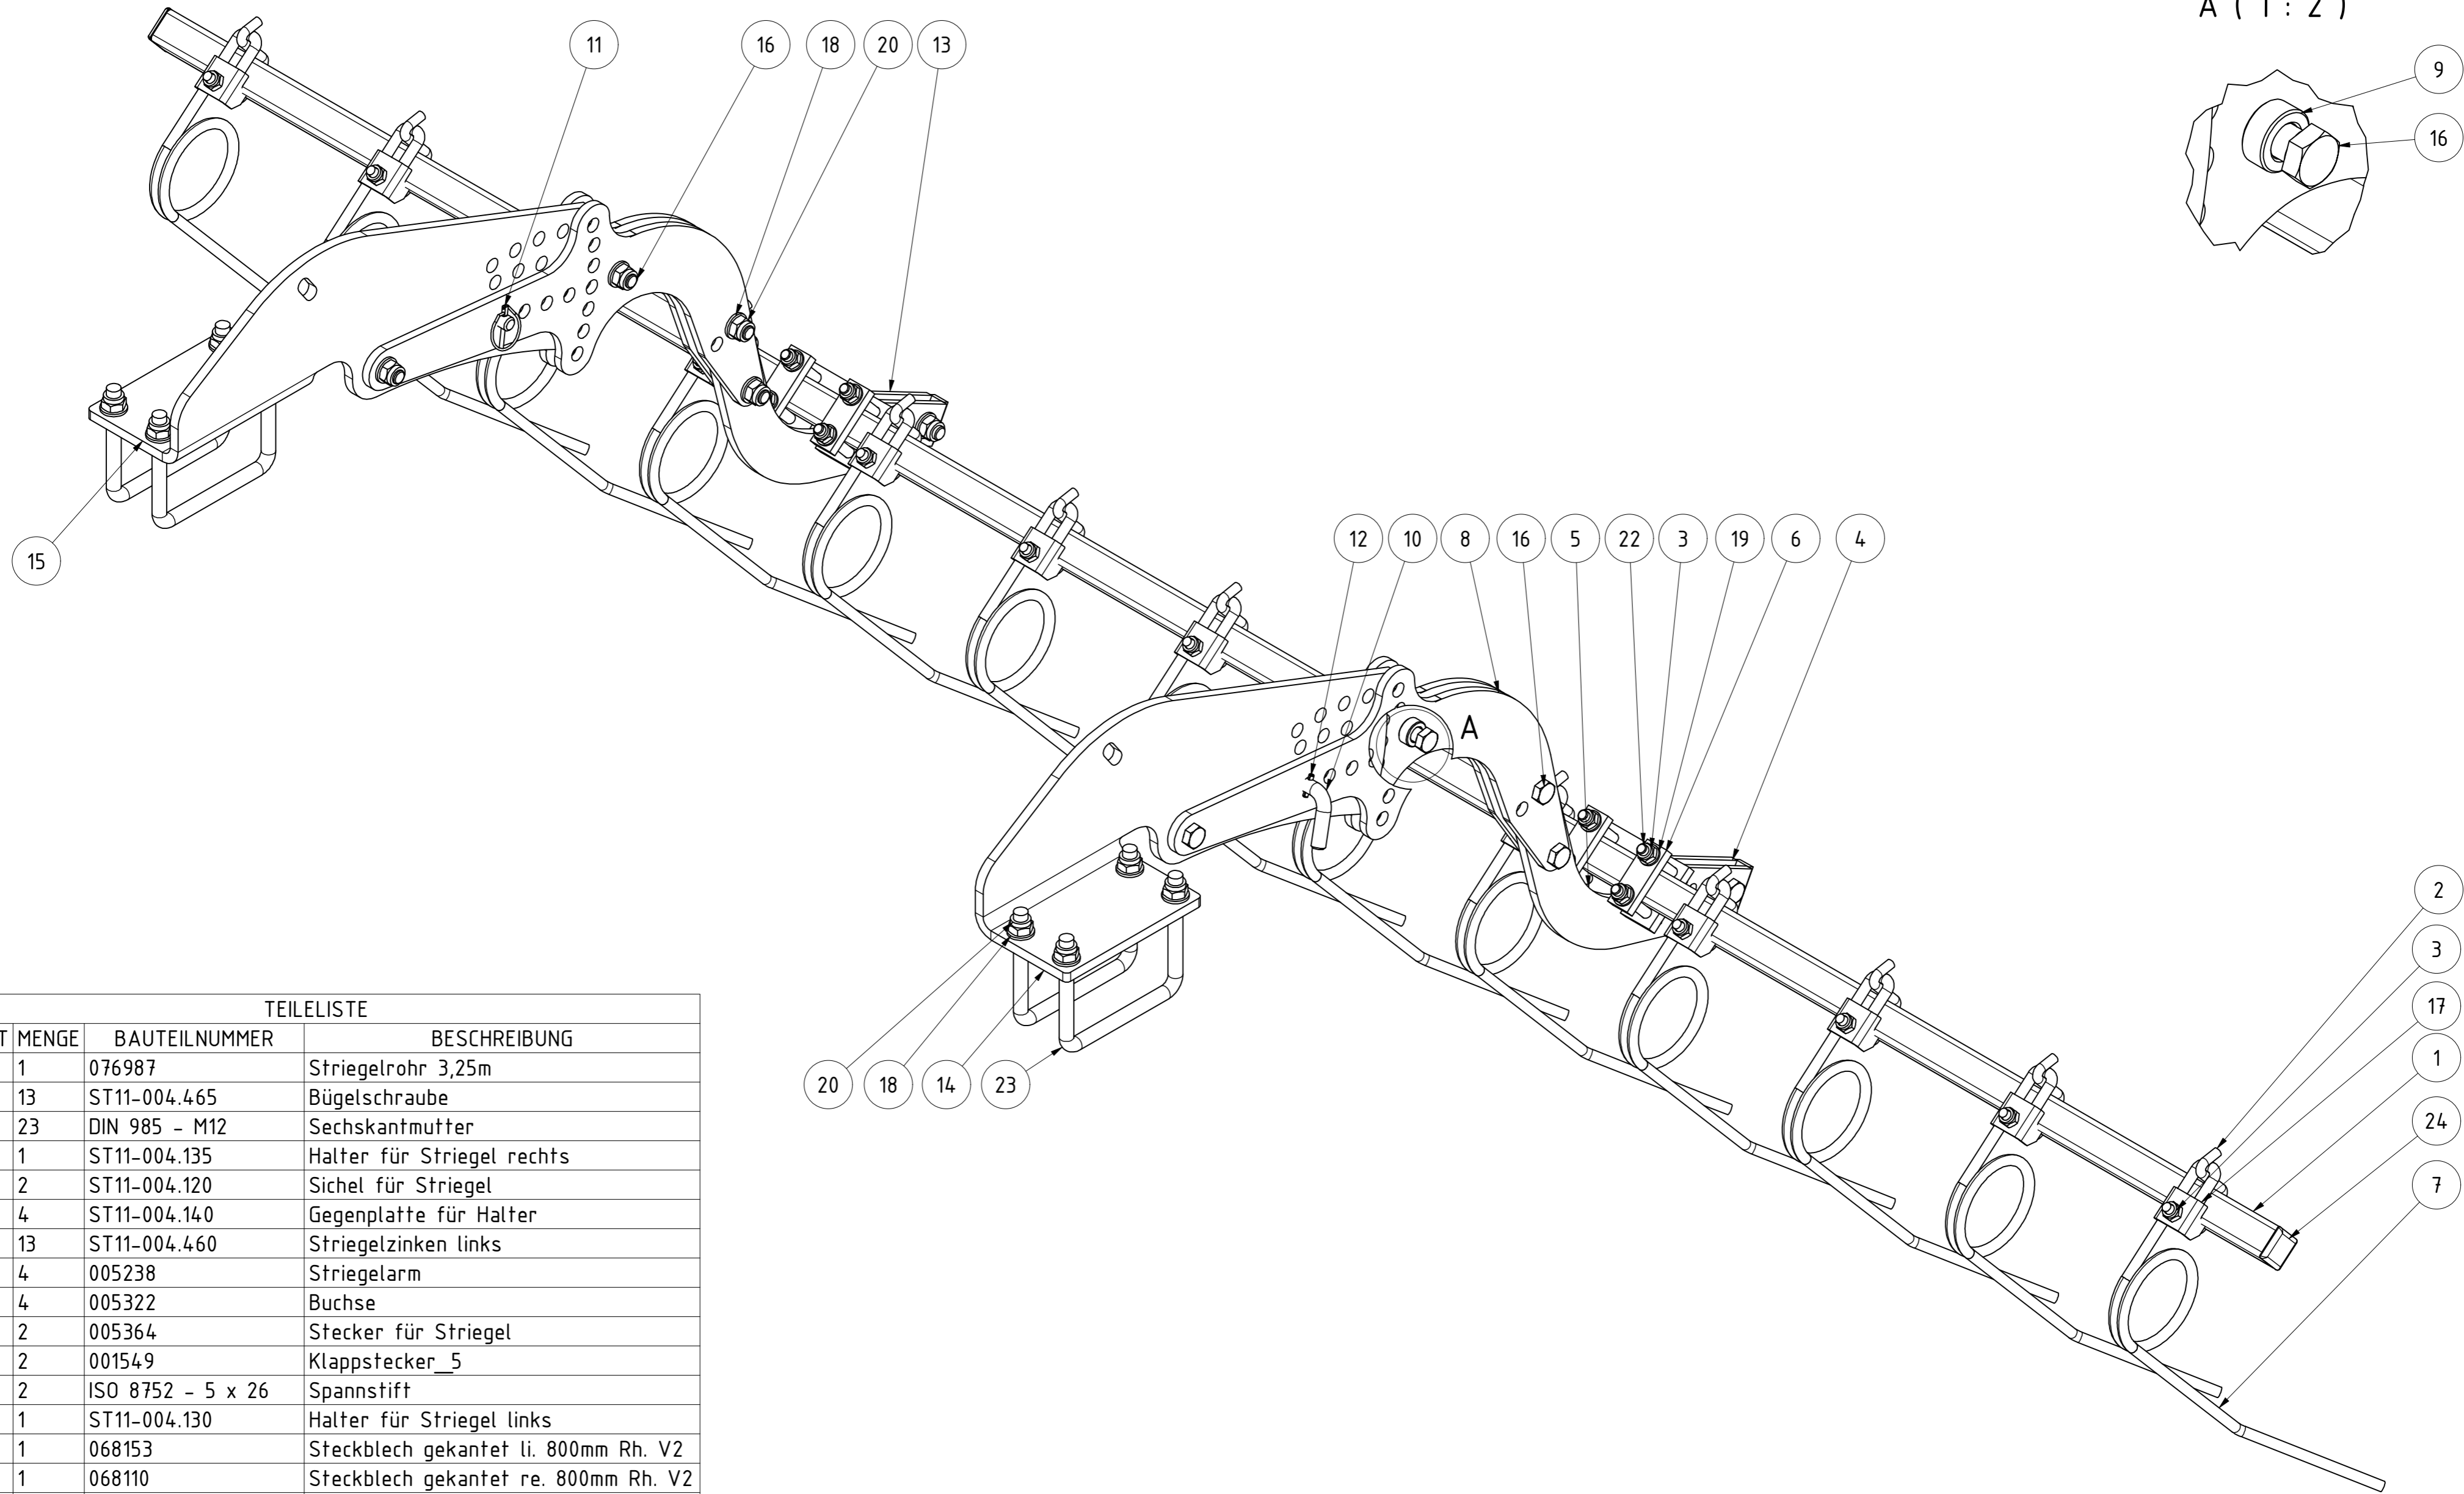 A ( 1 : 2 )
11
16
18
20
13
9
16
15
12
10
8
16
5
22
3
19
6
4
A
2
3
17
1
24
7
20
18
14
23
TEILELISTE
T MENGE BAUTEILNUMMER BESCHREIBUNG
1 076987 Striegelrohr 3,25m
13 ST11-004.465 Bügelschraube
23 DIN 985 - M12 Sechskantmutter
1 ST11-004.135 Halter für Striegel rechts
2 ST11-004.120 Sichel für Striegel
4 ST11-004.140 Gegenplatte für Halter
13 ST11-004.460 Striegelzinken links
4 005238 Striegelarm
4 005322 Buchse
2 005364 Stecker für Striegel
2 001549 Klappstecker_5
2 ISO 8752 - 5 x 26 Spannstift
1 ST11-004.130 Halter für Striegel links
1 068153 Steckblech gekantet li. 800mm Rh. V2
1 068110 Steckblech gekantet re. 800mm Rh. V2